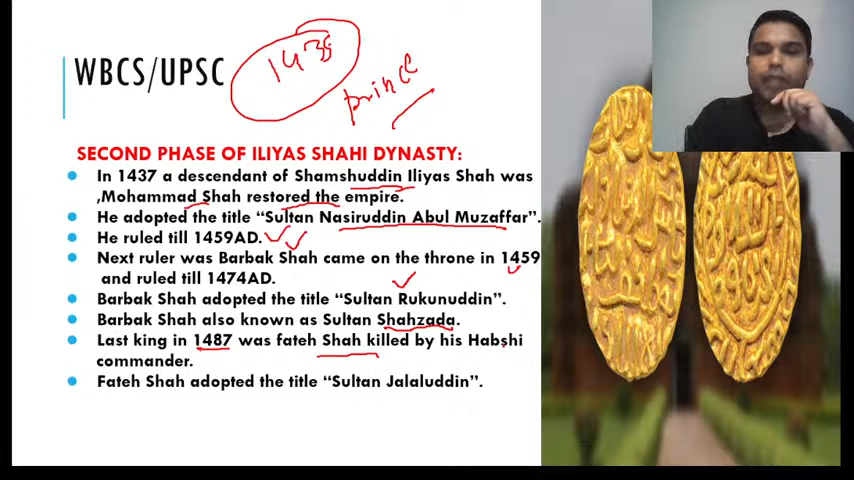 WBCS/UPSC
1435
prince
SECOND PHASE OF ILIYAS SHAHI DYNASTY:
In 1437 a descendant of Shamshuddin Iliyas Shah was
,Mohammad Shah restored the empire.
He adopted the title “Sultan Nasiruddin Abul Muzaffar”.
He ruled till 1459AD.
Next ruler was Barbak Shah came on the throne in 1459
and ruled till 1474AD.
Barbak Shah adopted the title “Sultan Rukunuddin”.
Barbak Shah also known as Sultan Shahzada.
Last king in 1487 was fateh Shah killed by his Habshi
commander.
Fateh Shah adopted the title “Sultan Jalaluddin”.